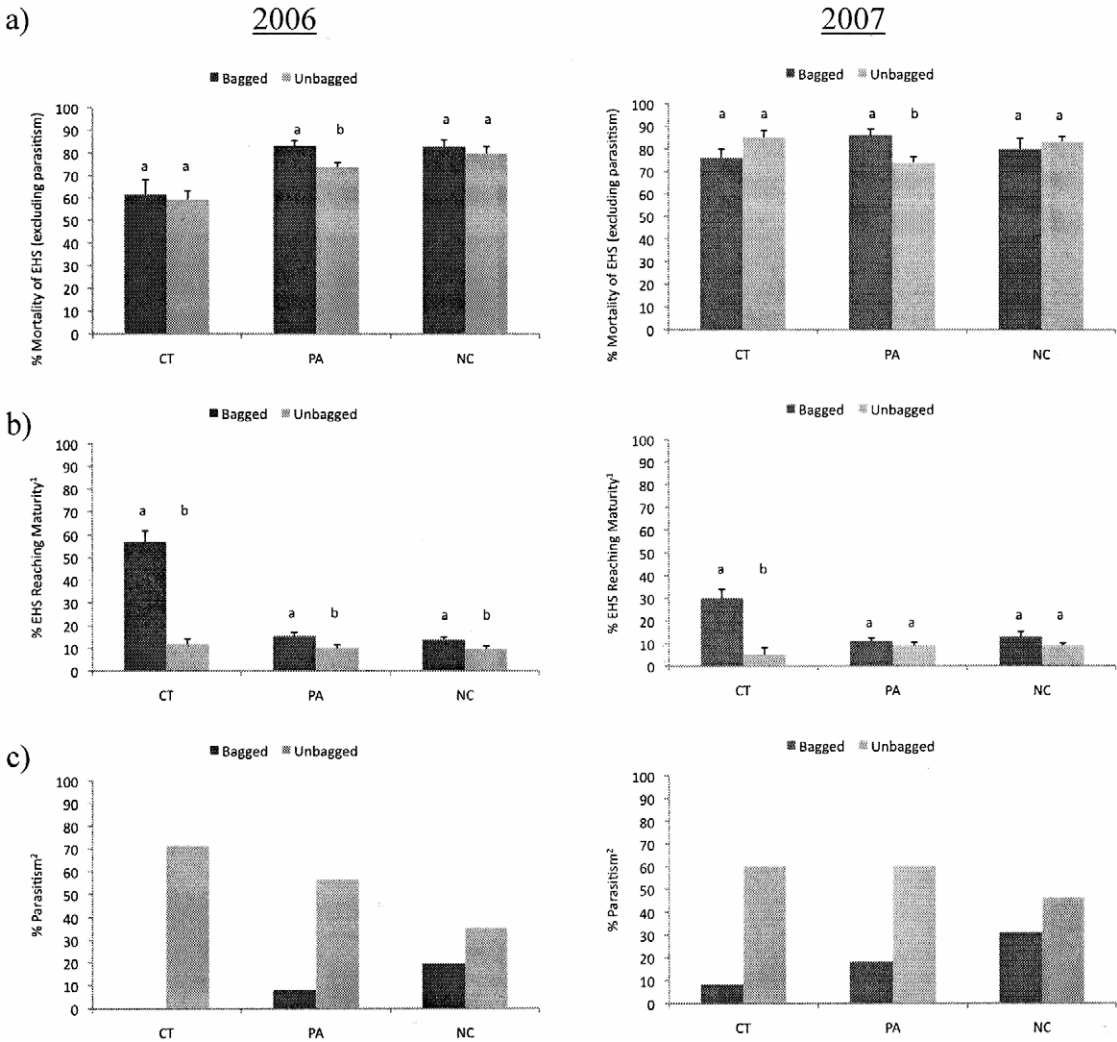 a)
2006
2007
Bagged Unbagged
% Mortality of EHS (excluding parasitism)
100
90
80
70
60
50
40
30
20
10
0
a a
a b
a a
CT PA NC
Bagged Unbagged
% Mortality of EHS (excluding parasitism)
100
90
80
70
60
50
40
30
20
10
0
a a
a b
a a
CT PA NC
b)
Bagged Unbagged
% EHS Reaching Maturity¹
100
90
80
70
60
50
40
30
20
10
0
a b
a b
a b
CT PA NC
Bagged Unbagged
% EHS Reaching Maturity¹
100
90
80
70
60
50
40
30
20
10
0
a b
a a
a a
CT PA NC
c)
Bagged Unbagged
% Parasitism²
100
90
80
70
60
50
40
30
20
10
0
CT PA NC
Bagged Unbagged
% Parasitism²
100
90
80
70
60
50
40
30
20
10
0
CT PA NC